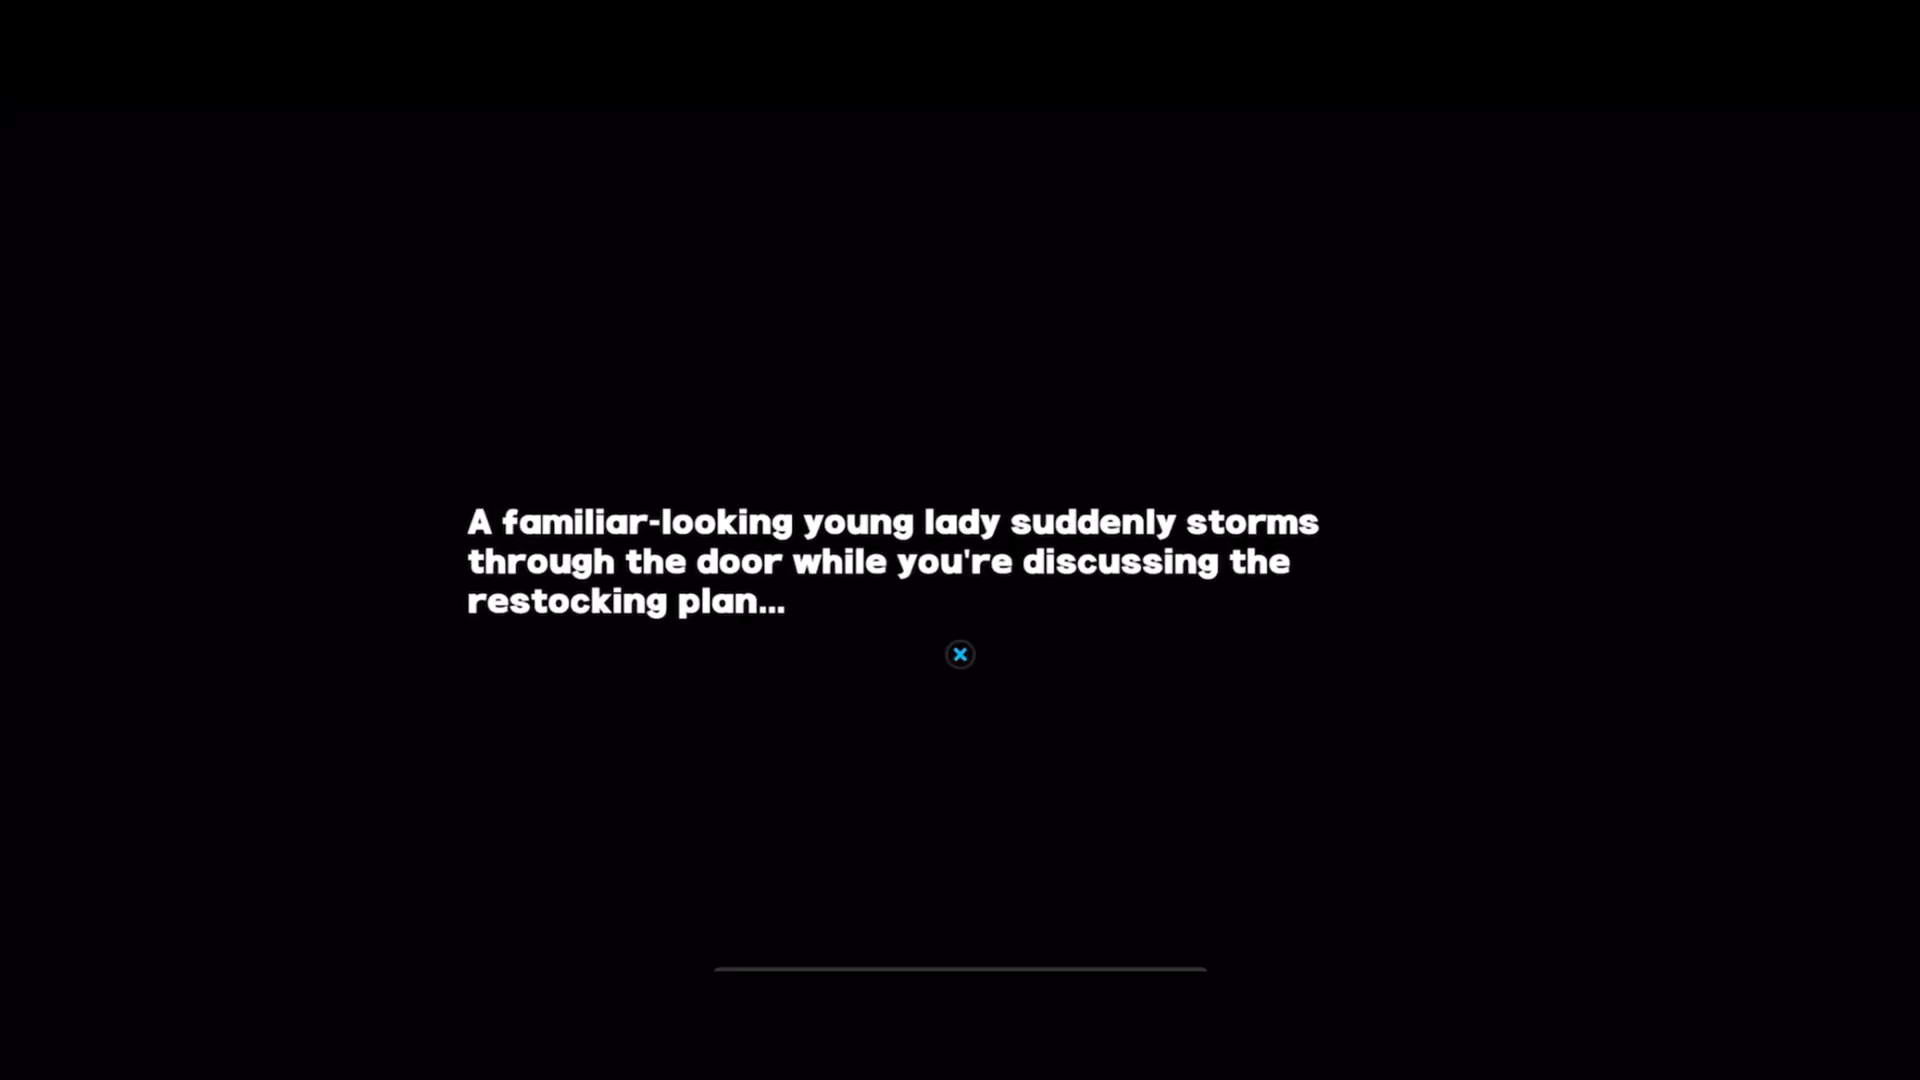 A familiar-looking young lady suddenly storms
through the door while you're discussing the
restocking plan...